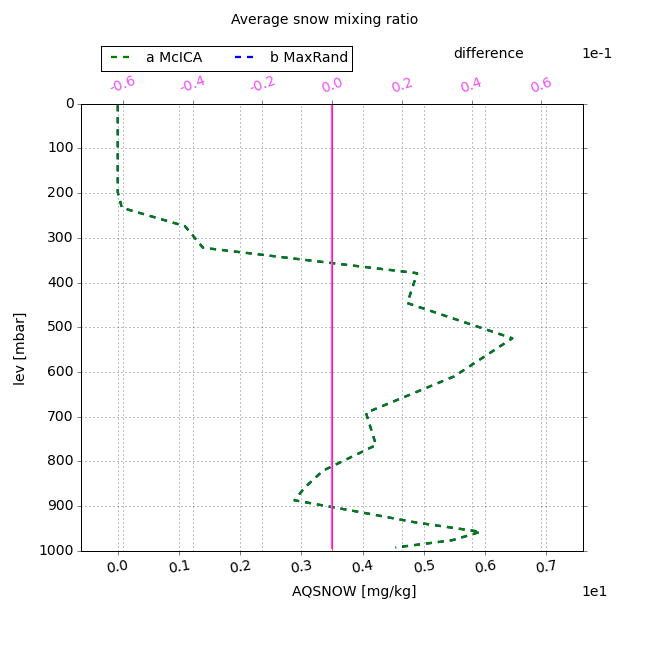 Average snow mixing ratio
a McICA b MaxRand difference 1e-1
-0.6 -0.4 -0.2 0.0 0.2 0.4 0.6
0
100
200
300
400
500
600
700
800
900
1000
lev [mbar]
0.0 0.1 0.2 0.3 0.4 0.5 0.6 0.7
AQSNOW [mg/kg] 1e1